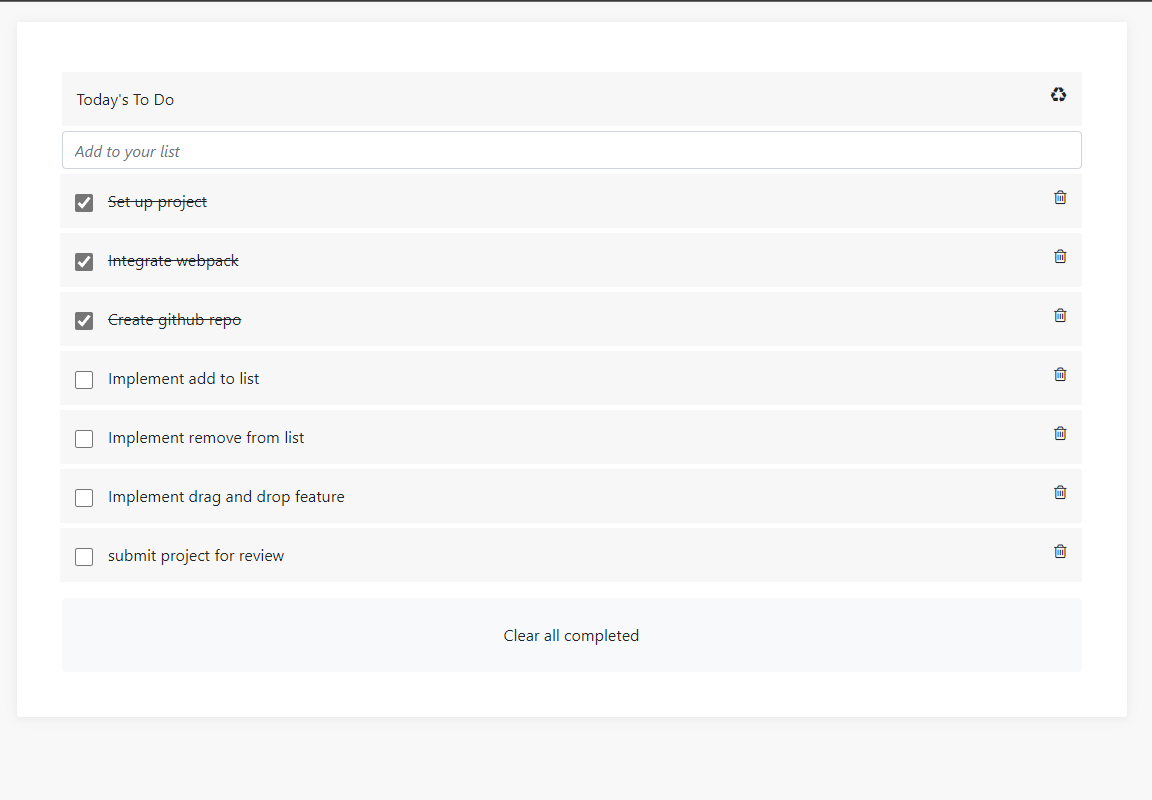 Today's To Do
Add to your list
Set up project
Integrate webpack
Create github repo
Implement add to list
Implement remove from list
Implement drag and drop feature
submit project for review
Clear all completed